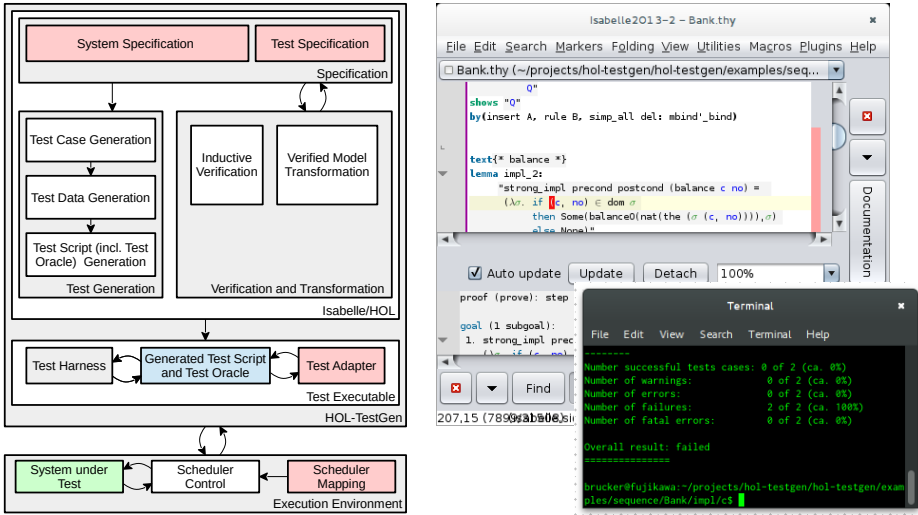 System Specification
Test Specification
Specification
Test Case Generation
Test Data Generation
Test Script (incl. Test
Oracle) Generation
Test Generation
Inductive
Verification
Verified Model
Transformation
Verification and Transformation
Isabelle/HOL
Test Harness
Generated Test Script
and Test Oracle
Test Adapter
Test Executable
HOL-TestGen
System under
Test
Scheduler
Control
Scheduler
Mapping
Execution Environment
Isabelle2013-2 – Bank.thy
File Edit Search Markers Folding View Utilities Macros Plugins Help
Bank.thy (~/projects/hol-testgen/hol-testgen/examples/seq...
Q"
shows "Q"
by(insert A, rule B, simp_all del: mbind'_bind)
text{* balance *}
lemma impl_2:
"strong_impl precond postcond (balance c no) =
(λσ. if (c, no) ∈ dom σ
then Some(balanceO(nat(the (σ (c, no)))),σ)
else None)"
Documentation
Auto update Update Detach 100%
proof (prove): step
goal (1 subgoal):
1. strong_impl prec
(λσ. if (c, no)
Find
207,15
Terminal
File Edit View Search Terminal Help
--------
Number successful tests cases: 0 of 2 (ca. 0%)
Number of warnings: 0 of 2 (ca. 0%)
Number of errors: 0 of 2 (ca. 0%)
Number of failures: 2 of 2 (ca. 100%)
Number of fatal errors: 0 of 2 (ca. 0%)
Overall result: failed
===============
brucker@fujikawa:~/projects/hol-testgen/hol-testgen/exam
ples/sequence/Bank/impl/c$